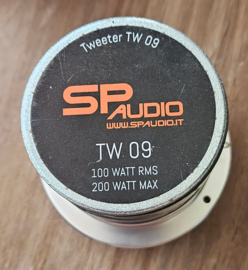 Tweeter TW 09
SP AUDIO
WWW.SPAUDIO.IT
TW 09
100 WATT RMS
200 WATT MAX